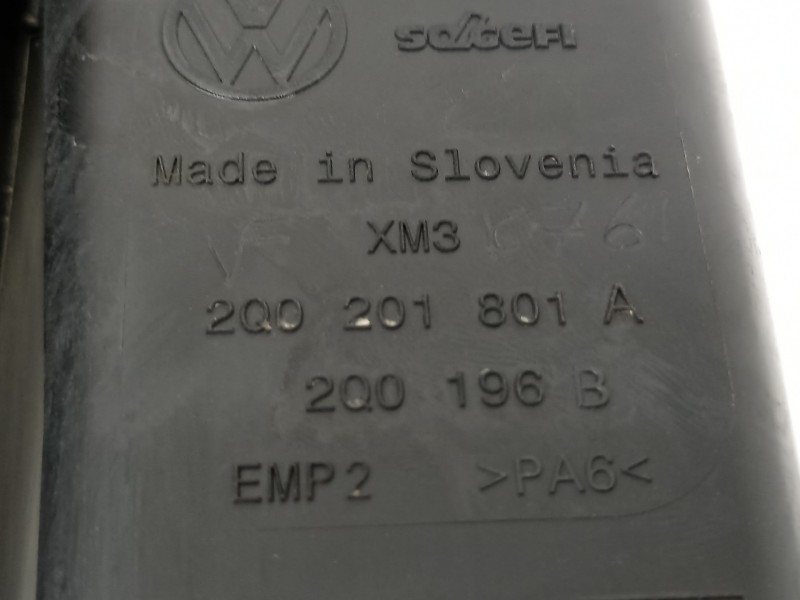 Made in Slovenia
XM3
2Q0 201 801 A
2Q0 196 B
EMP2 >PA6<